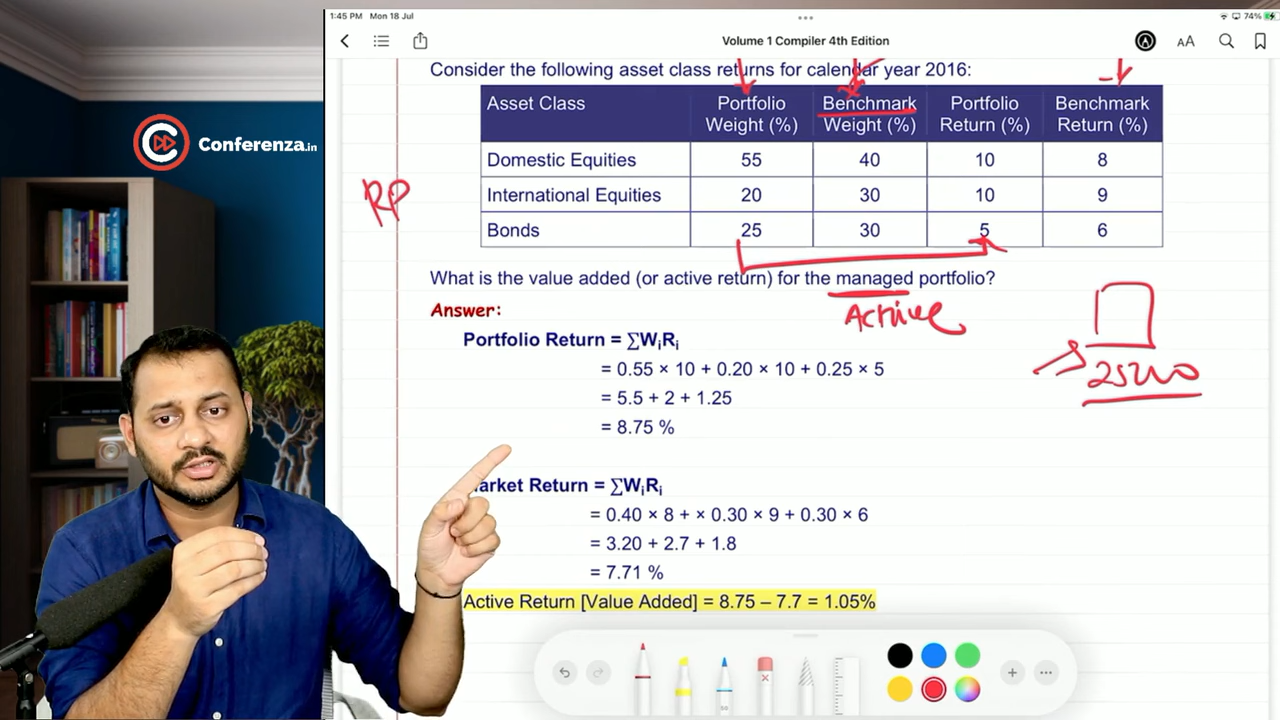 1:45 PM Mon 18 Jul
74%
Volume 1 Compiler 4th Edition
AA
Conferenza.in
Consider the following asset class returns for calendar year 2016:
Asset Class Portfolio Weight (%) Benchmark Weight (%) Portfolio Return (%) Benchmark Return (%)
Domestic Equities 55 40 10 8
International Equities 20 30 10 9
Bonds 25 30 5 6
RP
What is the value added (or active return) for the managed portfolio?
Active
Answer:
Portfolio Return = ∑WᵢRᵢ
= 0.55 × 10 + 0.20 × 10 + 0.25 × 5
= 5.5 + 2 + 1.25
= 8.75 %
arket Return = ∑WᵢRᵢ
= 0.40 × 8 + × 0.30 × 9 + 0.30 × 6
= 3.20 + 2.7 + 1.8
= 7.71 %
Active Return [Value Added] = 8.75 – 7.7 = 1.05%